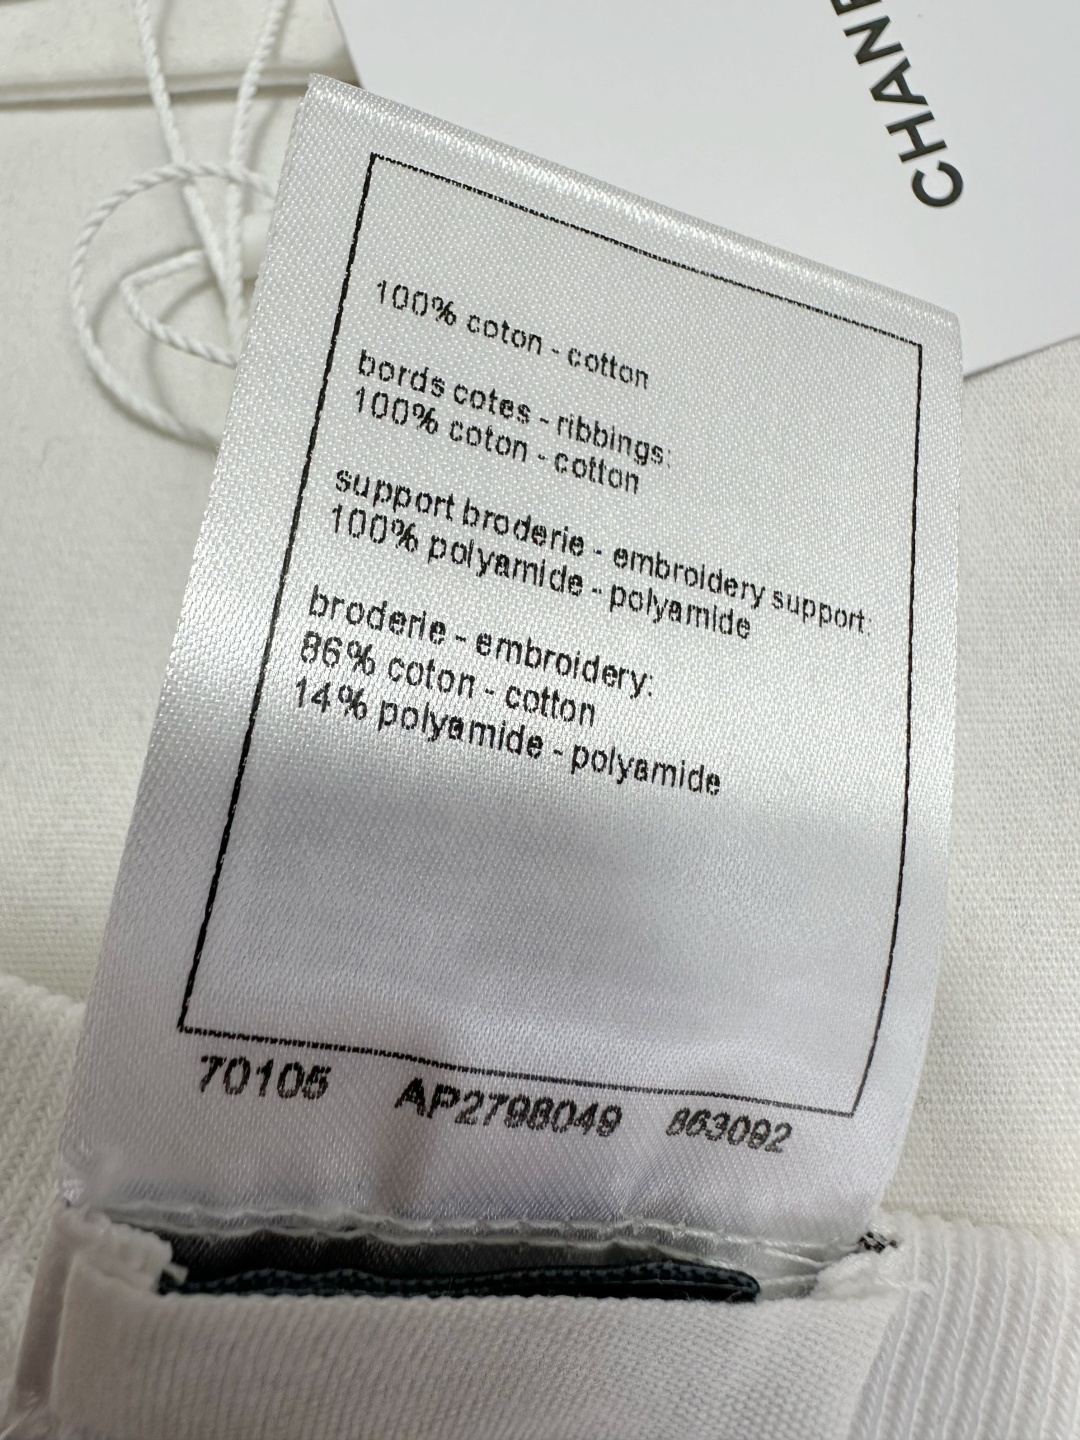 CHANE
100% coton - cotton
bords cotes - ribbings:
100% coton - cotton
support broderie - embroidery support:
100% polyamide - polyamide
broderie - embroidery:
86% coton - cotton
14% polyamide - polyamide
70105 AP2798049 863092